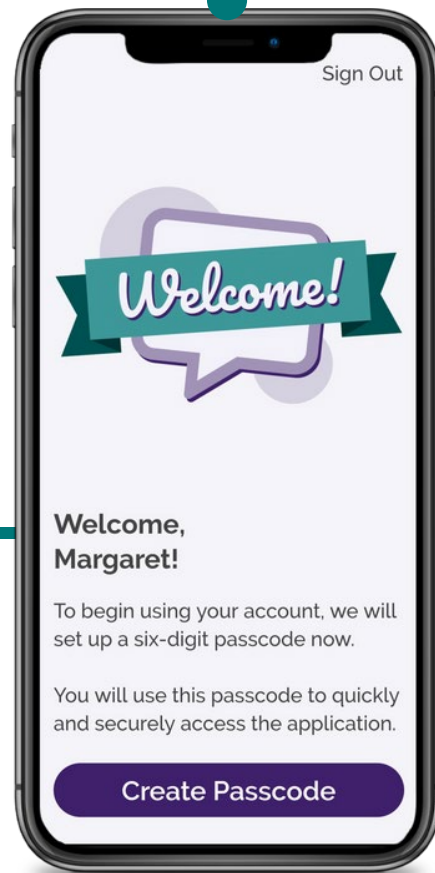 Sign Out
Welcome!
Welcome,
Margaret!
To begin using your account, we will
set up a six-digit passcode now.
You will use this passcode to quickly
and securely access the application.
Create Passcode